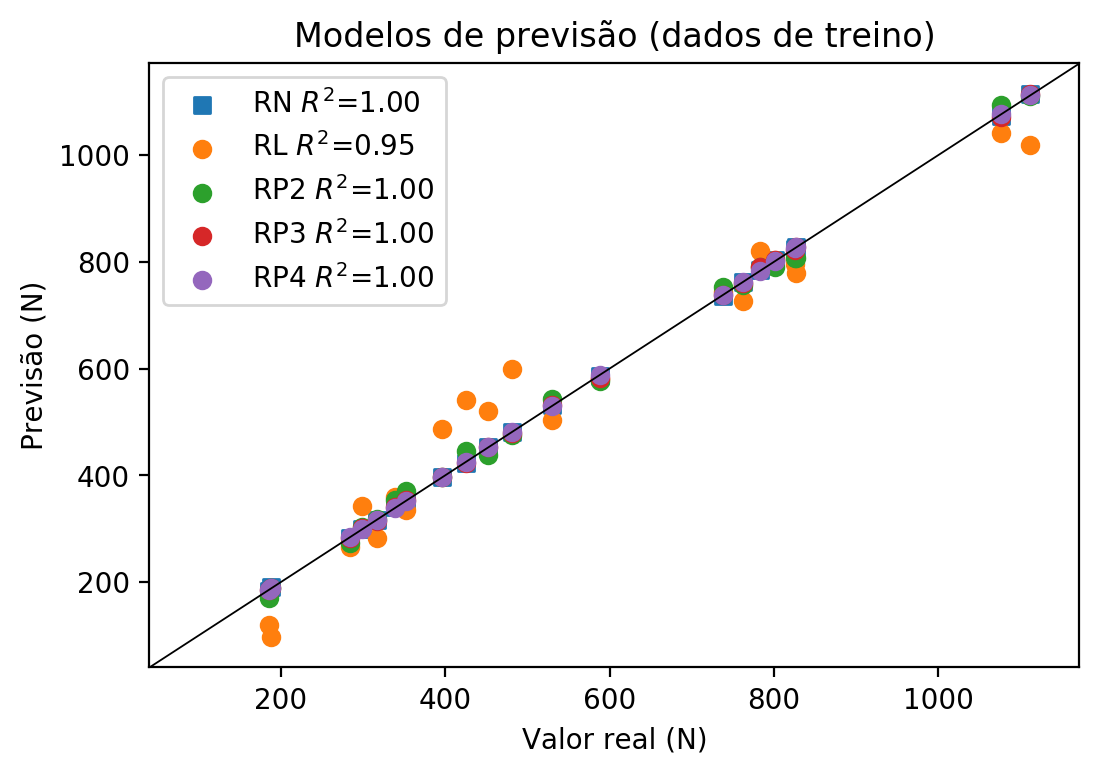 Modelos de previsão (dados de treino)
RN R²=1.00
RL R²=0.95
RP2 R²=1.00
RP3 R²=1.00
RP4 R²=1.00
1000
800
600
400
200
Previsão (N)
200 400 600 800 1000
Valor real (N)